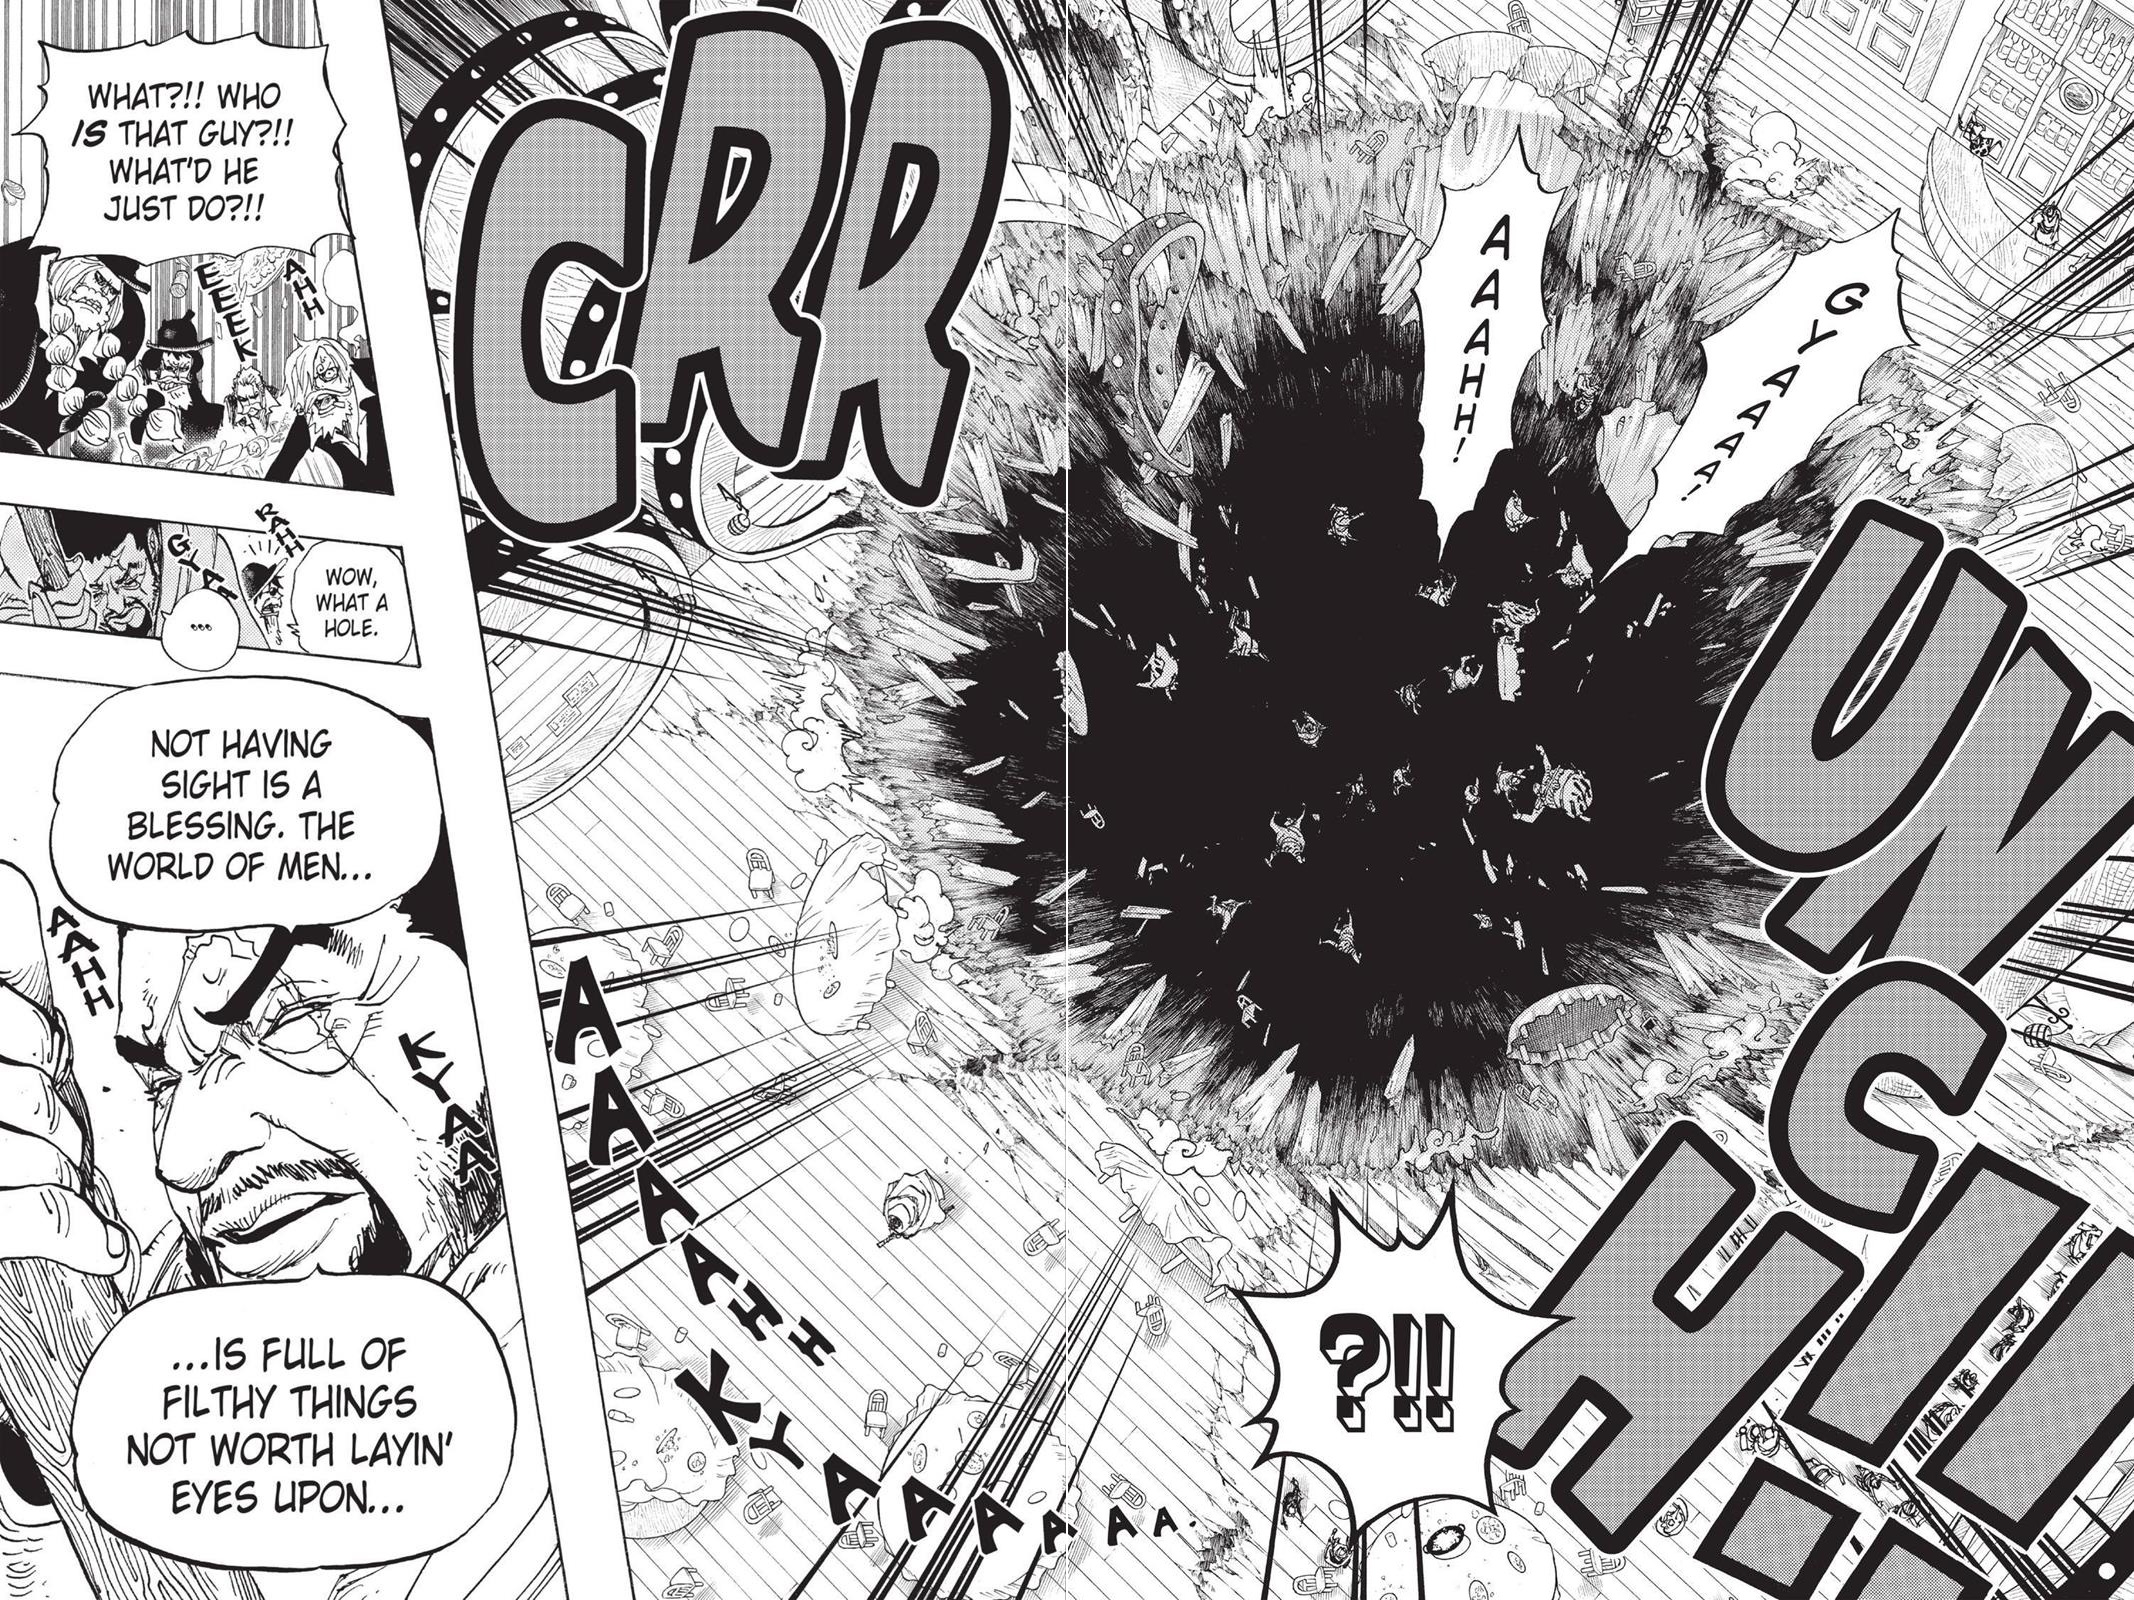 CRR
UNCH!!
AAAAHH!
GYAAAA!
?!!
AAAAAHH
KYAAAAAAA.
WHAT?!! WHO
IS THAT GUY?!!
WHAT'D HE
JUST DO?!!
EEEEK
AHH
RAHH
WOW,
WHAT A
HOLE.
GYAA
...
NOT HAVING
SIGHT IS A
BLESSING. THE
WORLD OF MEN...
AAHH
KYAAA
...IS FULL OF
FILTHY THINGS
NOT WORTH LAYIN'
EYES UPON...